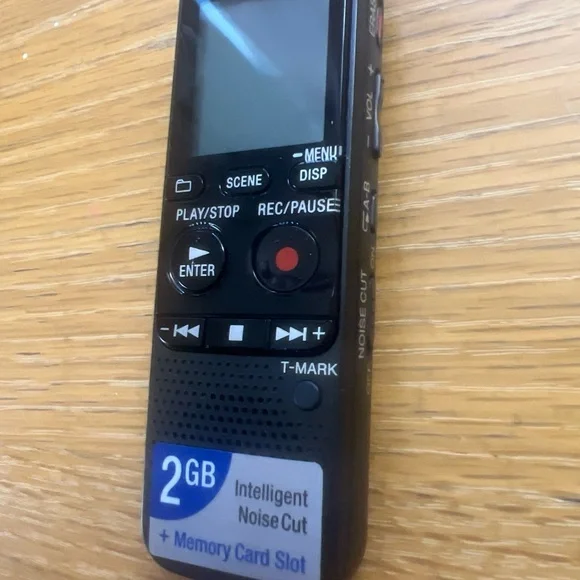 ERASE
VOL
− +
−MENU
DISP
SCENE
PLAY/STOP
REC/PAUSE
ENTER
A-B
NOISE CUT
−
+
T-MARK
2GB
Intelligent
Noise Cut
+ Memory Card Slot